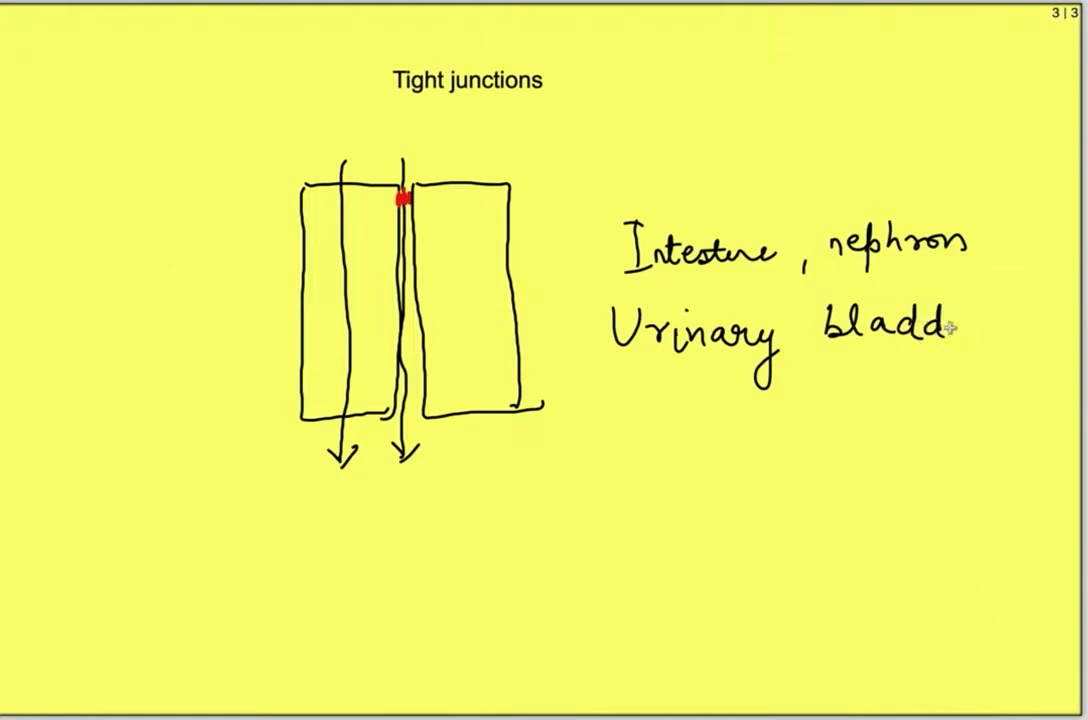 3 | 3
Tight junctions
Intestine, nephron
Urinary bladd